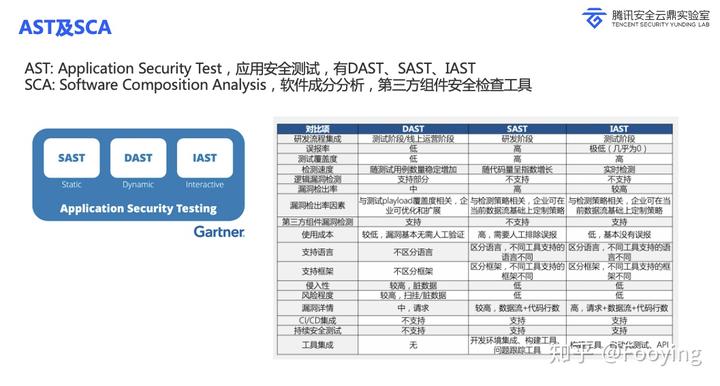 AST及SCA
腾讯安全云鼎实验室
TENCENT SECURITY YUNDING LAB
AST: Application Security Test，应用安全测试，有DAST、SAST、IAST
SCA: Software Composition Analysis，软件成分分析，第三方组件安全检查工具
SAST DAST IAST
Static Dynamic Interactive
Application Security Testing
Gartner
对比项 DAST SAST IAST
研发流程集成 测试阶段/线上运营阶段 研发阶段 测试阶段
误报率 低 高 极低（几乎为0）
测试覆盖度 低 高 高
检测速度 随测试用例数量稳定增加 随代码量呈指数增长 实时检测
逻辑漏洞检测 支持部分 不支持 不支持
漏洞检出率 中 高 较高
漏洞检出率因素 与测试payload覆盖度相关，企 与检测策略相关，企业可在 与检测策略相关，企业可在
业可优化和扩展 当前数据流基础上定制策略 当前数据流基础上定制策略
第三方组件漏洞检测 支持 不支持 支持
使用成本 较低，漏洞基本无需人工验证 高，需要人工排除误报 低，基本没有误报
支持语言 不区分语言 区分语言，不同工具支持的 区分语言，不同工具支持的语
语言不同 言不同
支持框架 不区分框架 区分框架，不同工具支持的 区分框架，不同工具支持的框
框架不同 架不同
侵入性 较高，脏数据 低 低
风险程度 较高，扫挂/脏数据 低 低
漏洞详情 中，请求 较高，数据流+代码行数 高，请求+数据流+代码行数
CI/CD集成 不支持 支持 支持
持续安全测试 不支持 支持 支持
工具集成 无 开发环境集成、构建工具、 构建工具、自动化测试、API
问题跟踪工具
知乎 @Fooying